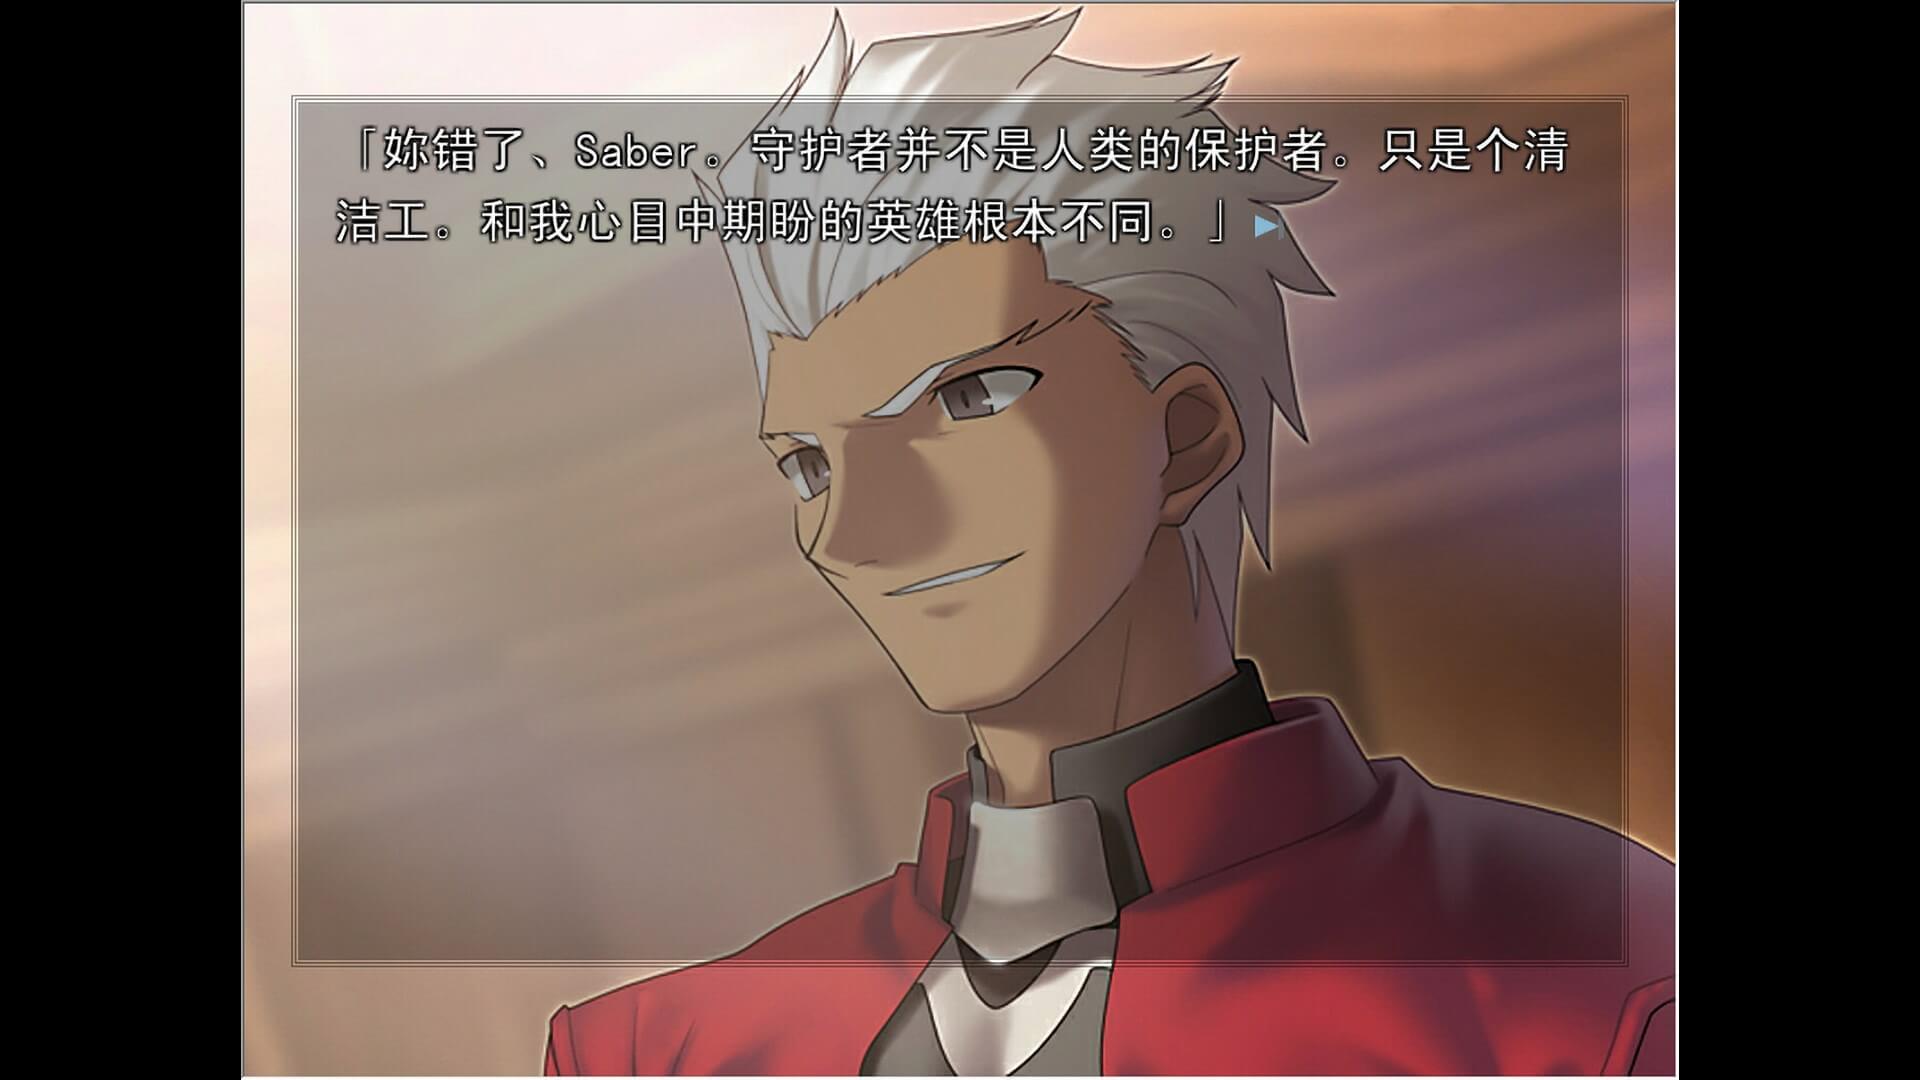 「妳错了、Saber。守护者并不是人类的保护者。只是个清
洁工。和我心目中期盼的英雄根本不同。」